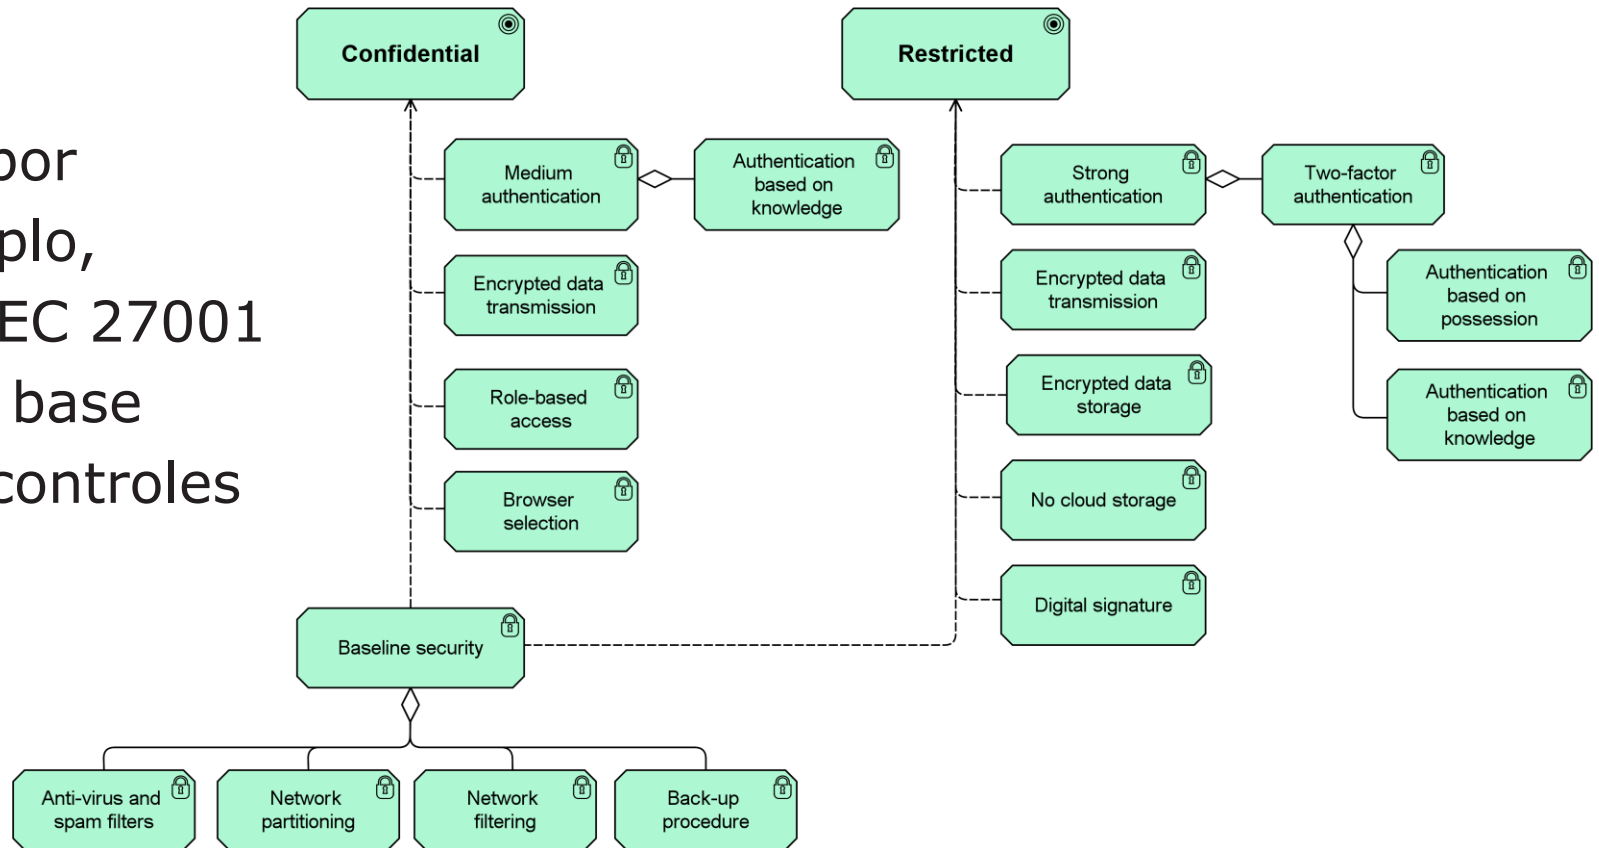 por
plo,
EC 27001
base
controles
Confidential
Restricted
Medium
authentication
Authentication
based on
knowledge
Strong
authentication
Two-factor
authentication
Encrypted data
transmission
Encrypted data
transmission
Authentication
based on
possession
Role-based
access
Encrypted data
storage
Authentication
based on
knowledge
Browser
selection
No cloud storage
Digital signature
Baseline security
Anti-virus and
spam filters
Network
partitioning
Network
filtering
Back-up
procedure